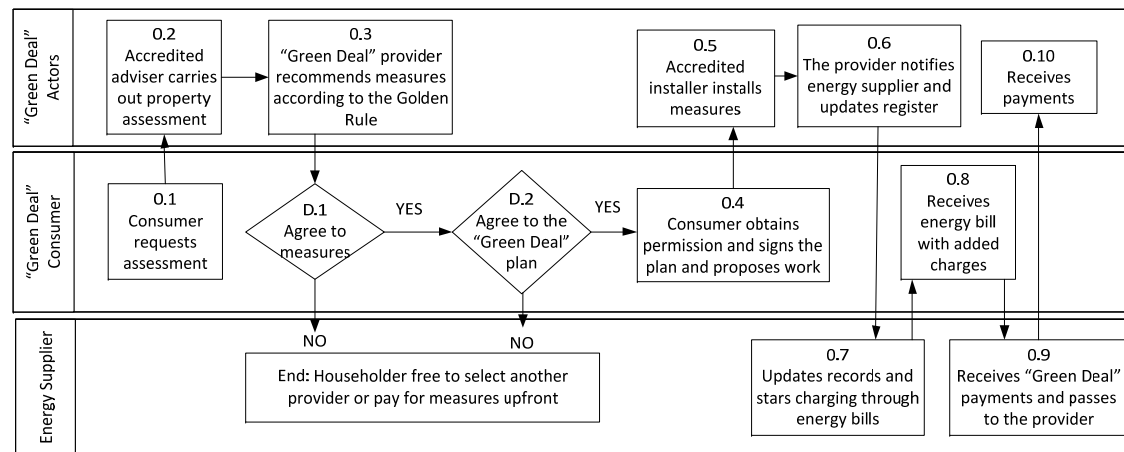 “Green Deal”
Actors
0.2
Accredited
adviser carries
out property
assessment
0.3
“Green Deal” provider
recommends measures
according to the Golden
Rule
0.5
Accredited
installer installs
measures
0.6
The provider notifies
energy supplier and
updates register
0.10
Receives
payments
“Green Deal”
Consumer
0.1
Consumer
requests
assessment
D.1
Agree to
measures
YES
D.2
Agree to the
“Green Deal”
plan
YES
0.4
Consumer obtains
permission and signs the
plan and proposes work
0.8
Receives
energy bill
with added
charges
Energy Supplier
NO
NO
End: Householder free to select another
provider or pay for measures upfront
0.7
Updates records and
stars charging through
energy bills
0.9
Receives “Green Deal”
payments and passes
to the provider